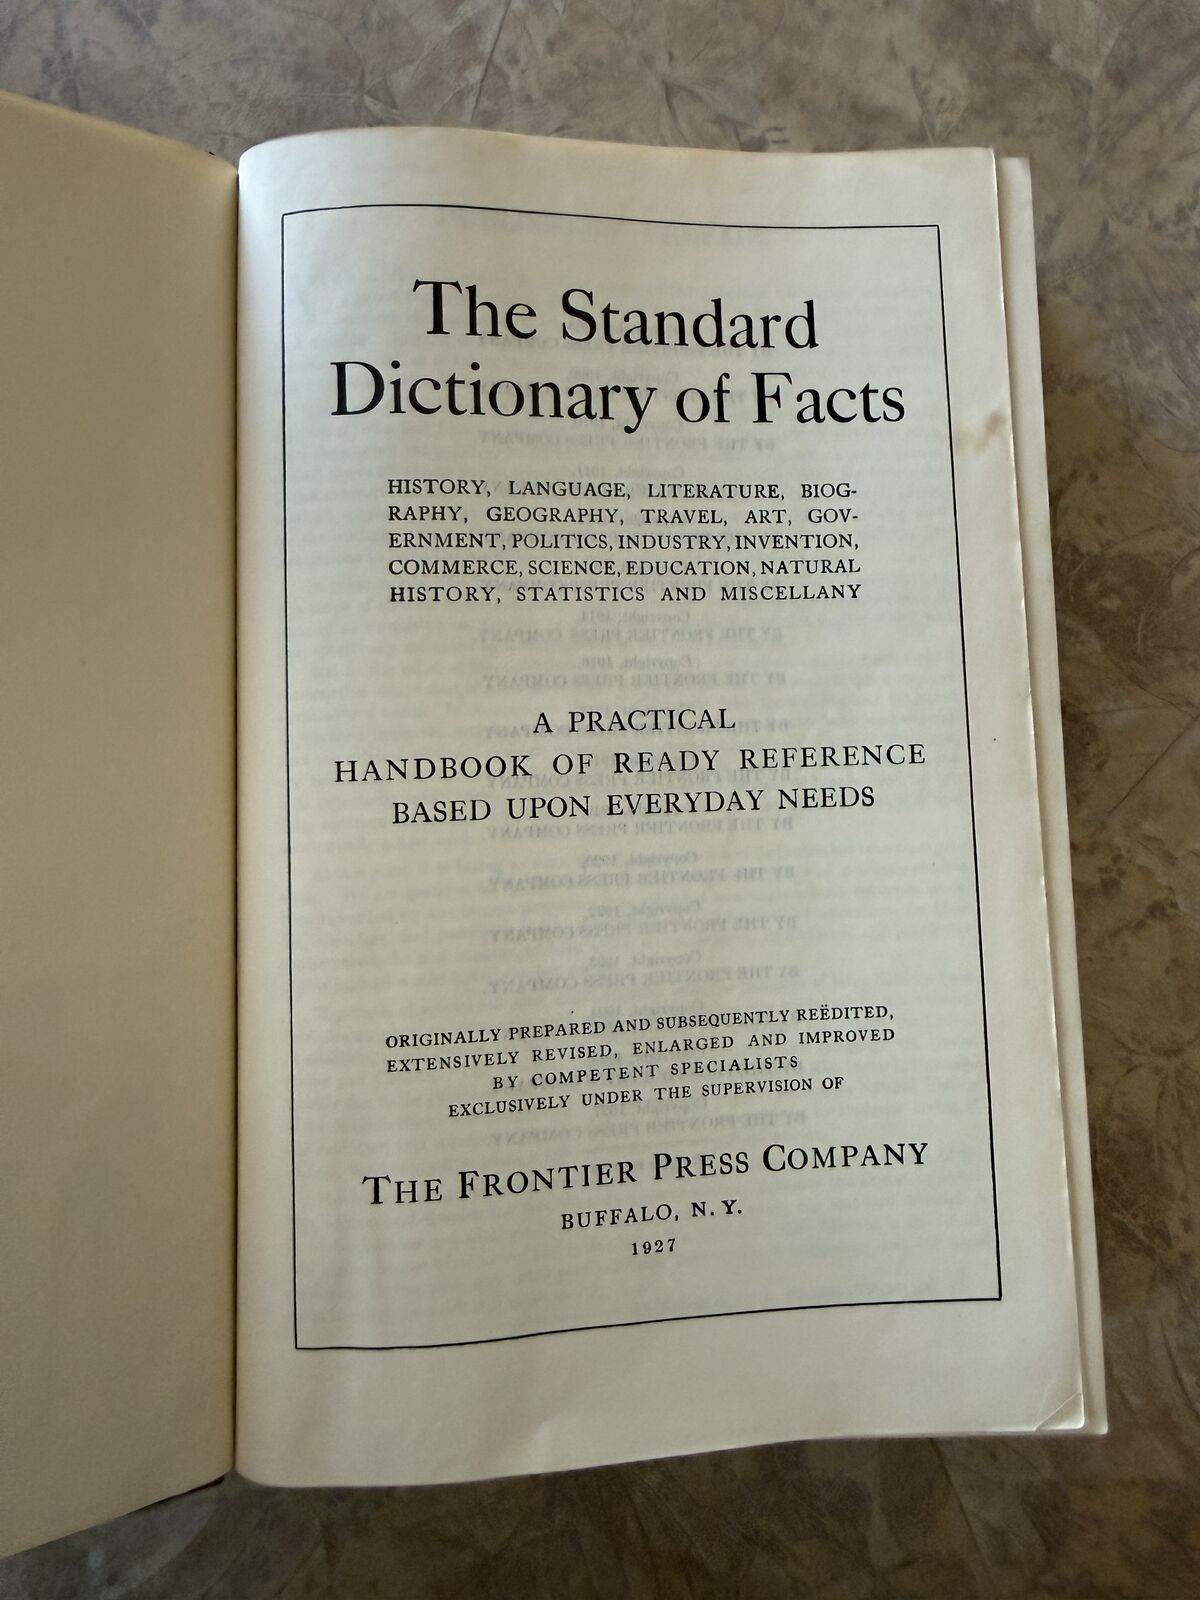 The Standard
Dictionary of Facts
HISTORY, LANGUAGE, LITERATURE, BIOG-
RAPHY, GEOGRAPHY, TRAVEL, ART, GOV-
ERNMENT, POLITICS, INDUSTRY, INVENTION,
COMMERCE, SCIENCE, EDUCATION, NATURAL
HISTORY, STATISTICS AND MISCELLANY
A PRACTICAL
HANDBOOK OF READY REFERENCE
BASED UPON EVERYDAY NEEDS
ORIGINALLY PREPARED AND SUBSEQUENTLY REËDITED,
EXTENSIVELY REVISED, ENLARGED AND IMPROVED
BY COMPETENT SPECIALISTS
EXCLUSIVELY UNDER THE SUPERVISION OF
THE FRONTIER PRESS COMPANY
BUFFALO, N. Y.
1927